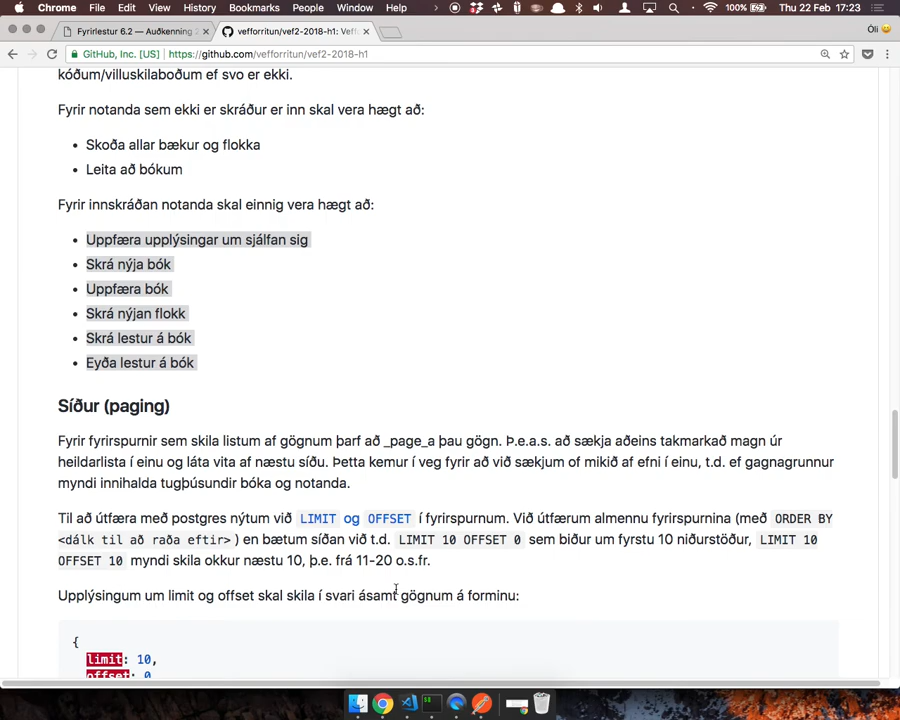 Chrome File Edit View History Bookmarks People Window Help 100% Thu 22 Feb 17:23
Óli
Fyrirlestur 6.2 — Auðkenning
vefforritun/vef2-2018-h1: Vef
GitHub, Inc. [US] https://github.com/vefforritun/vef2-2018-h1
kóðum/villuskilaboðum ef svo er ekki.
Fyrir notanda sem ekki er skráður er inn skal vera hægt að:
• Skoða allar bækur og flokka
• Leita að bókum
Fyrir innskráðan notanda skal einnig vera hægt að:
• Uppfæra upplýsingar um sjálfan sig
• Skrá nýja bók
• Uppfæra bók
• Skrá nýjan flokk
• Skrá lestur á bók
• Eyða lestur á bók
Síður (paging)
Fyrir fyrirspurnir sem skila listum af gögnum þarf að _page_a þau gögn. Þ.e.a.s. að sækja aðeins takmarkað magn úr
heildarlista í einu og láta vita af næstu síðu. Þetta kemur í veg fyrir að við sækjum of mikið af efni í einu, t.d. ef gagnagrunnur
myndi innihalda tugþúsundir bóka og notanda.
Til að útfæra með postgres nýtum við LIMIT og OFFSET í fyrirspurnum. Við útfærum almennu fyrirspurnina (með ORDER BY
<dálk til að raða eftir> ) en bætum síðan við t.d. LIMIT 10 OFFSET 0 sem biður um fyrstu 10 niðurstöður, LIMIT 10
OFFSET 10 myndi skila okkur næstu 10, þ.e. frá 11-20 o.s.fr.
Upplýsingum um limit og offset skal skila í svari ásamt gögnum á forminu:
{
limit: 10,
offset: 0